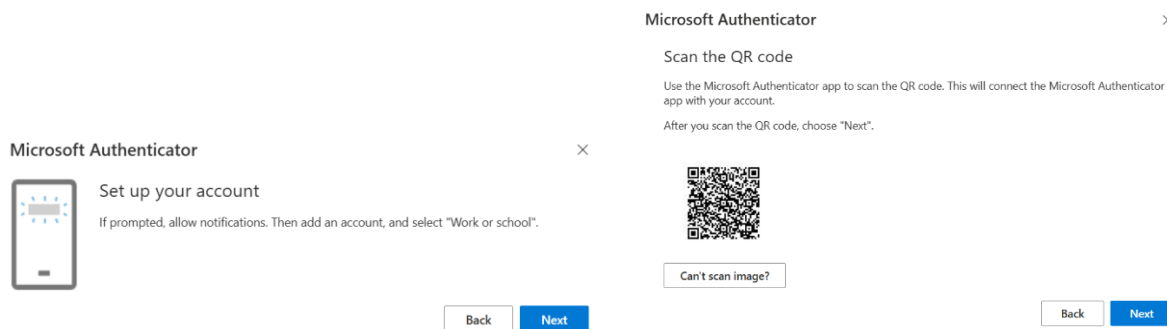 Microsoft Authenticator
Set up your account
If prompted, allow notifications. Then add an account, and select "Work or school".
Back
Next
Microsoft Authenticator
Scan the QR code
Use the Microsoft Authenticator app to scan the QR code. This will connect the Microsoft Authenticator
app with your account.
After you scan the QR code, choose "Next".
Can't scan image?
Back
Next